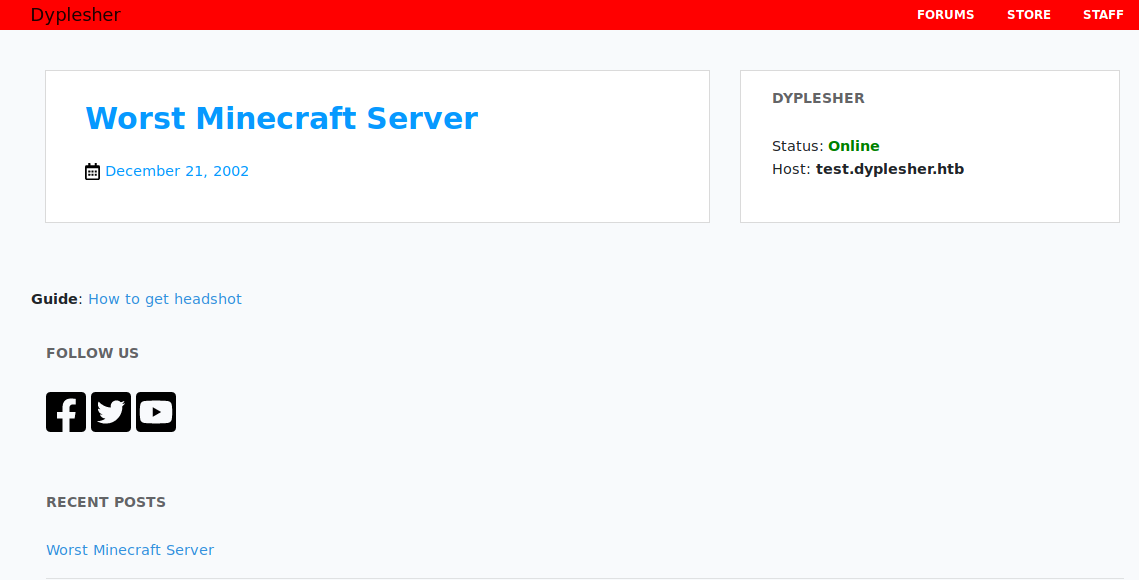 Dyplesher
FORUMS STORE STAFF
Worst Minecraft Server
December 21, 2002
DYPLESHER
Status: Online
Host: test.dyplesher.htb
Guide: How to get headshot
FOLLOW US
RECENT POSTS
Worst Minecraft Server